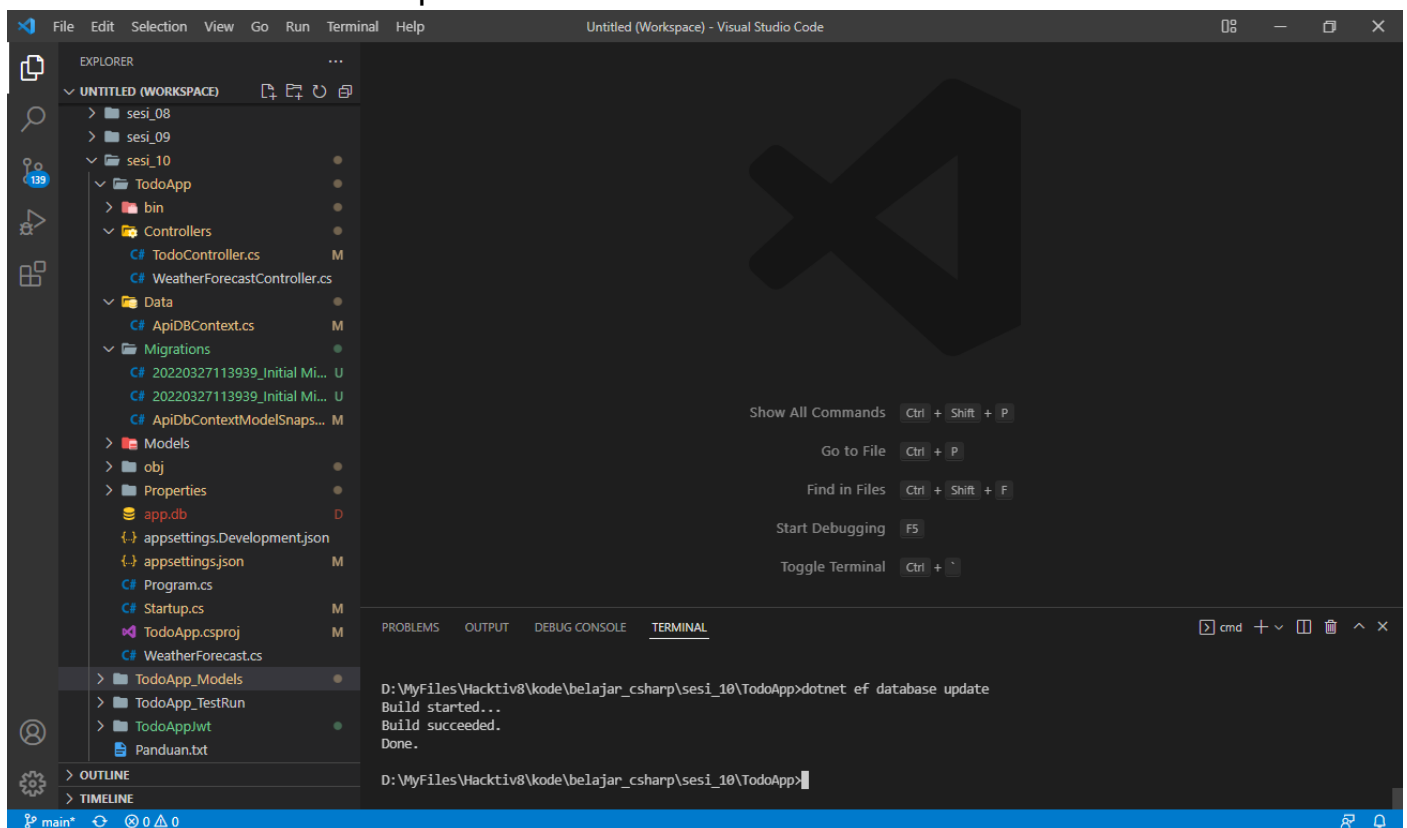 File Edit Selection View Go Run Terminal Help Untitled (Workspace) - Visual Studio Code
EXPLORER
UNTITLED (WORKSPACE)
sesi_08
sesi_09
sesi_10
TodoApp
bin
Controllers
C# TodoController.cs M
C# WeatherForecastController.cs
Data
C# ApiDBContext.cs M
Migrations
C# 20220327113939_Initial Mi... U
C# 20220327113939_Initial Mi... U
C# ApiDbContextModelSnaps... M
Models
obj
Properties
app.db D
{..} appsettings.Development.json
{..} appsettings.json M
C# Program.cs
C# Startup.cs M
TodoApp.csproj M
C# WeatherForecast.cs
TodoApp_Models
TodoApp_TestRun
TodoAppJwt
Panduan.txt
OUTLINE
TIMELINE
139
Show All Commands Ctrl + Shift + P
Go to File Ctrl + P
Find in Files Ctrl + Shift + F
Start Debugging F5
Toggle Terminal Ctrl + `
PROBLEMS OUTPUT DEBUG CONSOLE TERMINAL
cmd
D:\MyFiles\Hacktiv8\kode\belajar_csharp\sesi_10\TodoApp>dotnet ef database update
Build started...
Build succeeded.
Done.
D:\MyFiles\Hacktiv8\kode\belajar_csharp\sesi_10\TodoApp>
main* 0 0